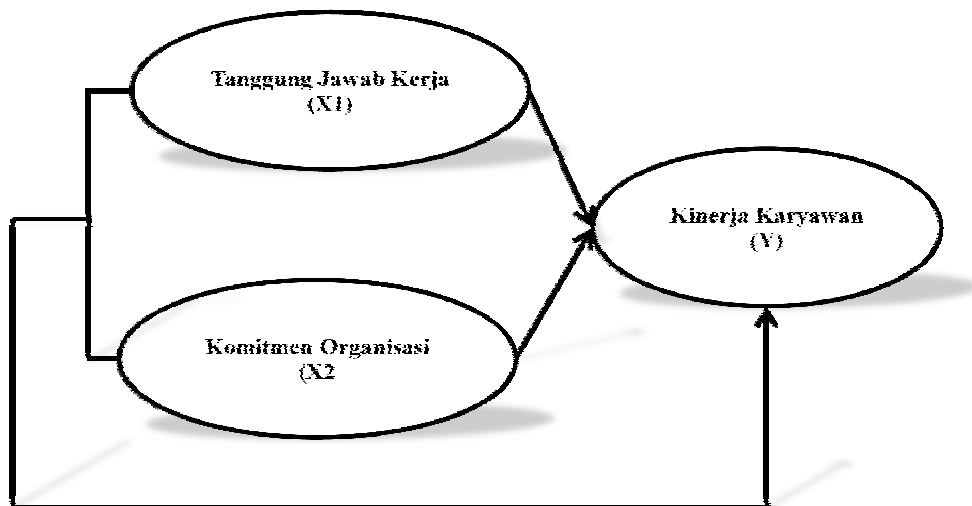 Tanggung Jawab Kerja
(X1)
Kinerja Karyawan
(Y)
Komitmen Organisasi
(X2